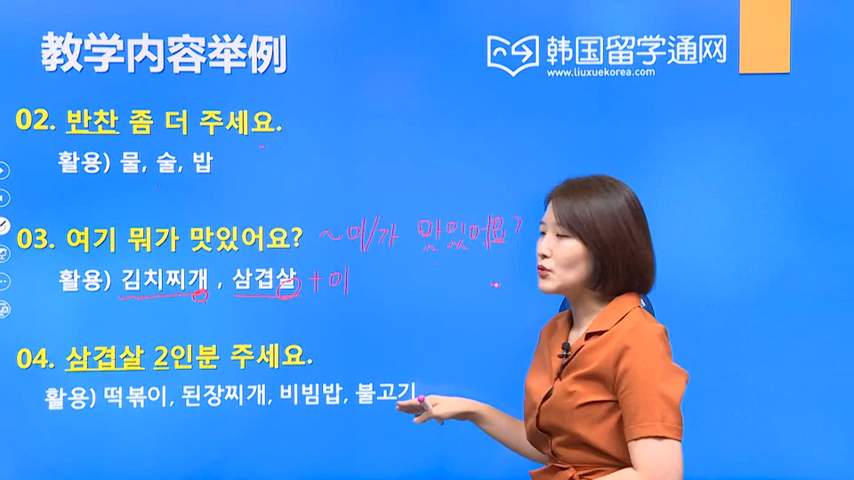 教学内容举例
韩国留学通网
www.liuxuekorea.com
02. 반찬 좀 더 주세요.
활용) 물, 술, 밥
03. 여기 뭐가 맛있어요? ~이/가 맛있어요?
활용) 김치찌개 , 삼겹살 + 이
04. 삼겹살 2인분 주세요.
활용) 떡볶이, 된장찌개, 비빔밥, 불고기